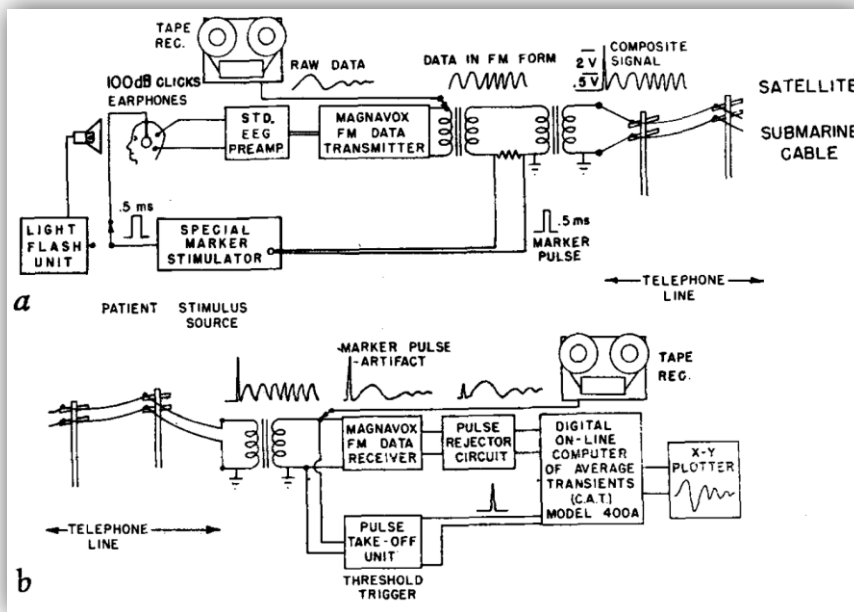 TAPE
REC.
RAW DATA
DATA IN FM FORM
2 V
.5 V
COMPOSITE
SIGNAL
SATELLITE
SUBMARINE
CABLE
100dB CLICKS
EARPHONES
STD.
EEG
PREAMP
MAGNAVOX
FM DATA
TRANSMITTER
.5 ms
LIGHT
FLASH
UNIT
SPECIAL
MARKER
STIMULATOR
.5 ms
MARKER
PULSE
TELEPHONE
LINE
a
PATIENT STIMULUS
SOURCE
MARKER PULSE
ARTIFACT
TAPE
REC.
MAGNAVOX
FM DATA
RECEIVER
PULSE
REJECTOR
CIRCUIT
DIGITAL
ON-LINE
COMPUTER
OF AVERAGE
TRANSIENTS
(C.A.T.)
MODEL 400A
X-Y
PLOTTER
TELEPHONE
LINE
PULSE
TAKE-OFF
UNIT
THRESHOLD
TRIGGER
b